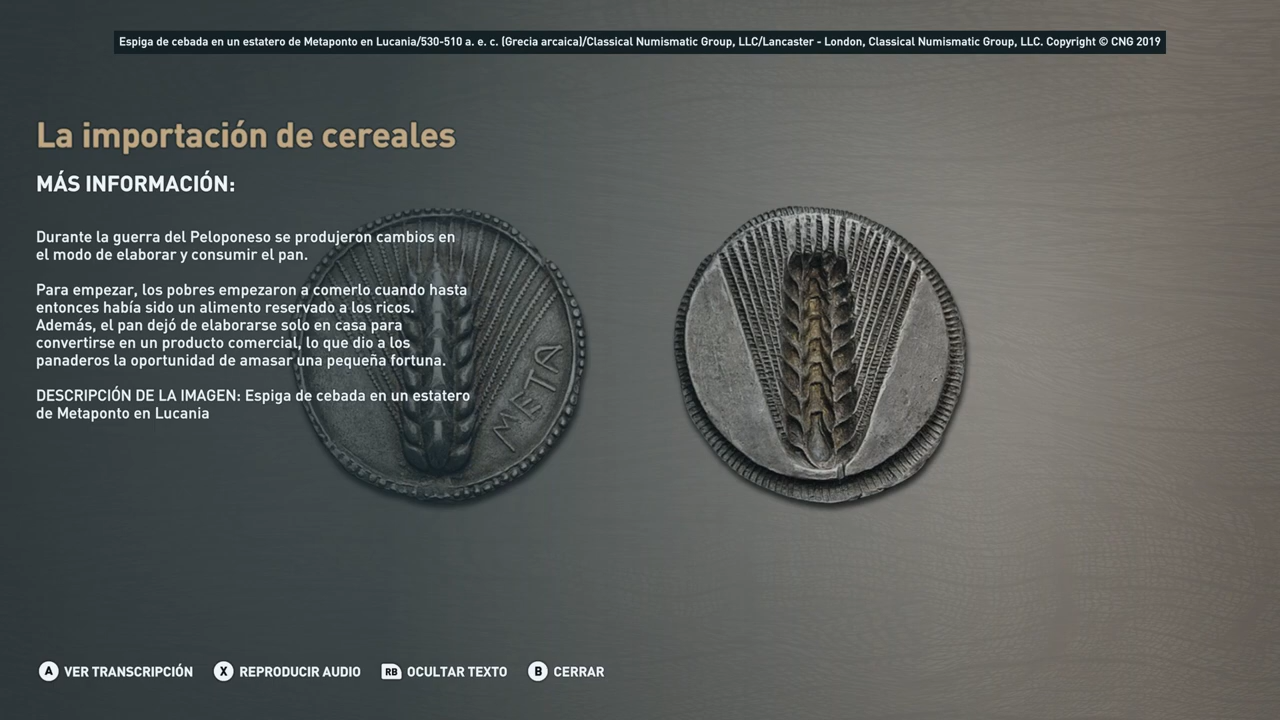 Espiga de cebada en un estatero de Metaponto en Lucania/530-510 a. e. c. (Grecia arcaica)/Classical Numismatic Group, LLC/Lancaster - London, Classical Numismatic Group, LLC. Copyright © CNG 2019
La importación de cereales
MÁS INFORMACIÓN:
Durante la guerra del Peloponeso se produjeron cambios en
el modo de elaborar y consumir el pan.
Para empezar, los pobres empezaron a comerlo cuando hasta
entonces había sido un alimento reservado a los ricos.
Además, el pan dejó de elaborarse solo en casa para
convertirse en un producto comercial, lo que dio a los
panaderos la oportunidad de amasar una pequeña fortuna.
DESCRIPCIÓN DE LA IMAGEN: Espiga de cebada en un estatero
de Metaponto en Lucania
META
A VER TRANSCRIPCIÓN X REPRODUCIR AUDIO RB OCULTAR TEXTO B CERRAR